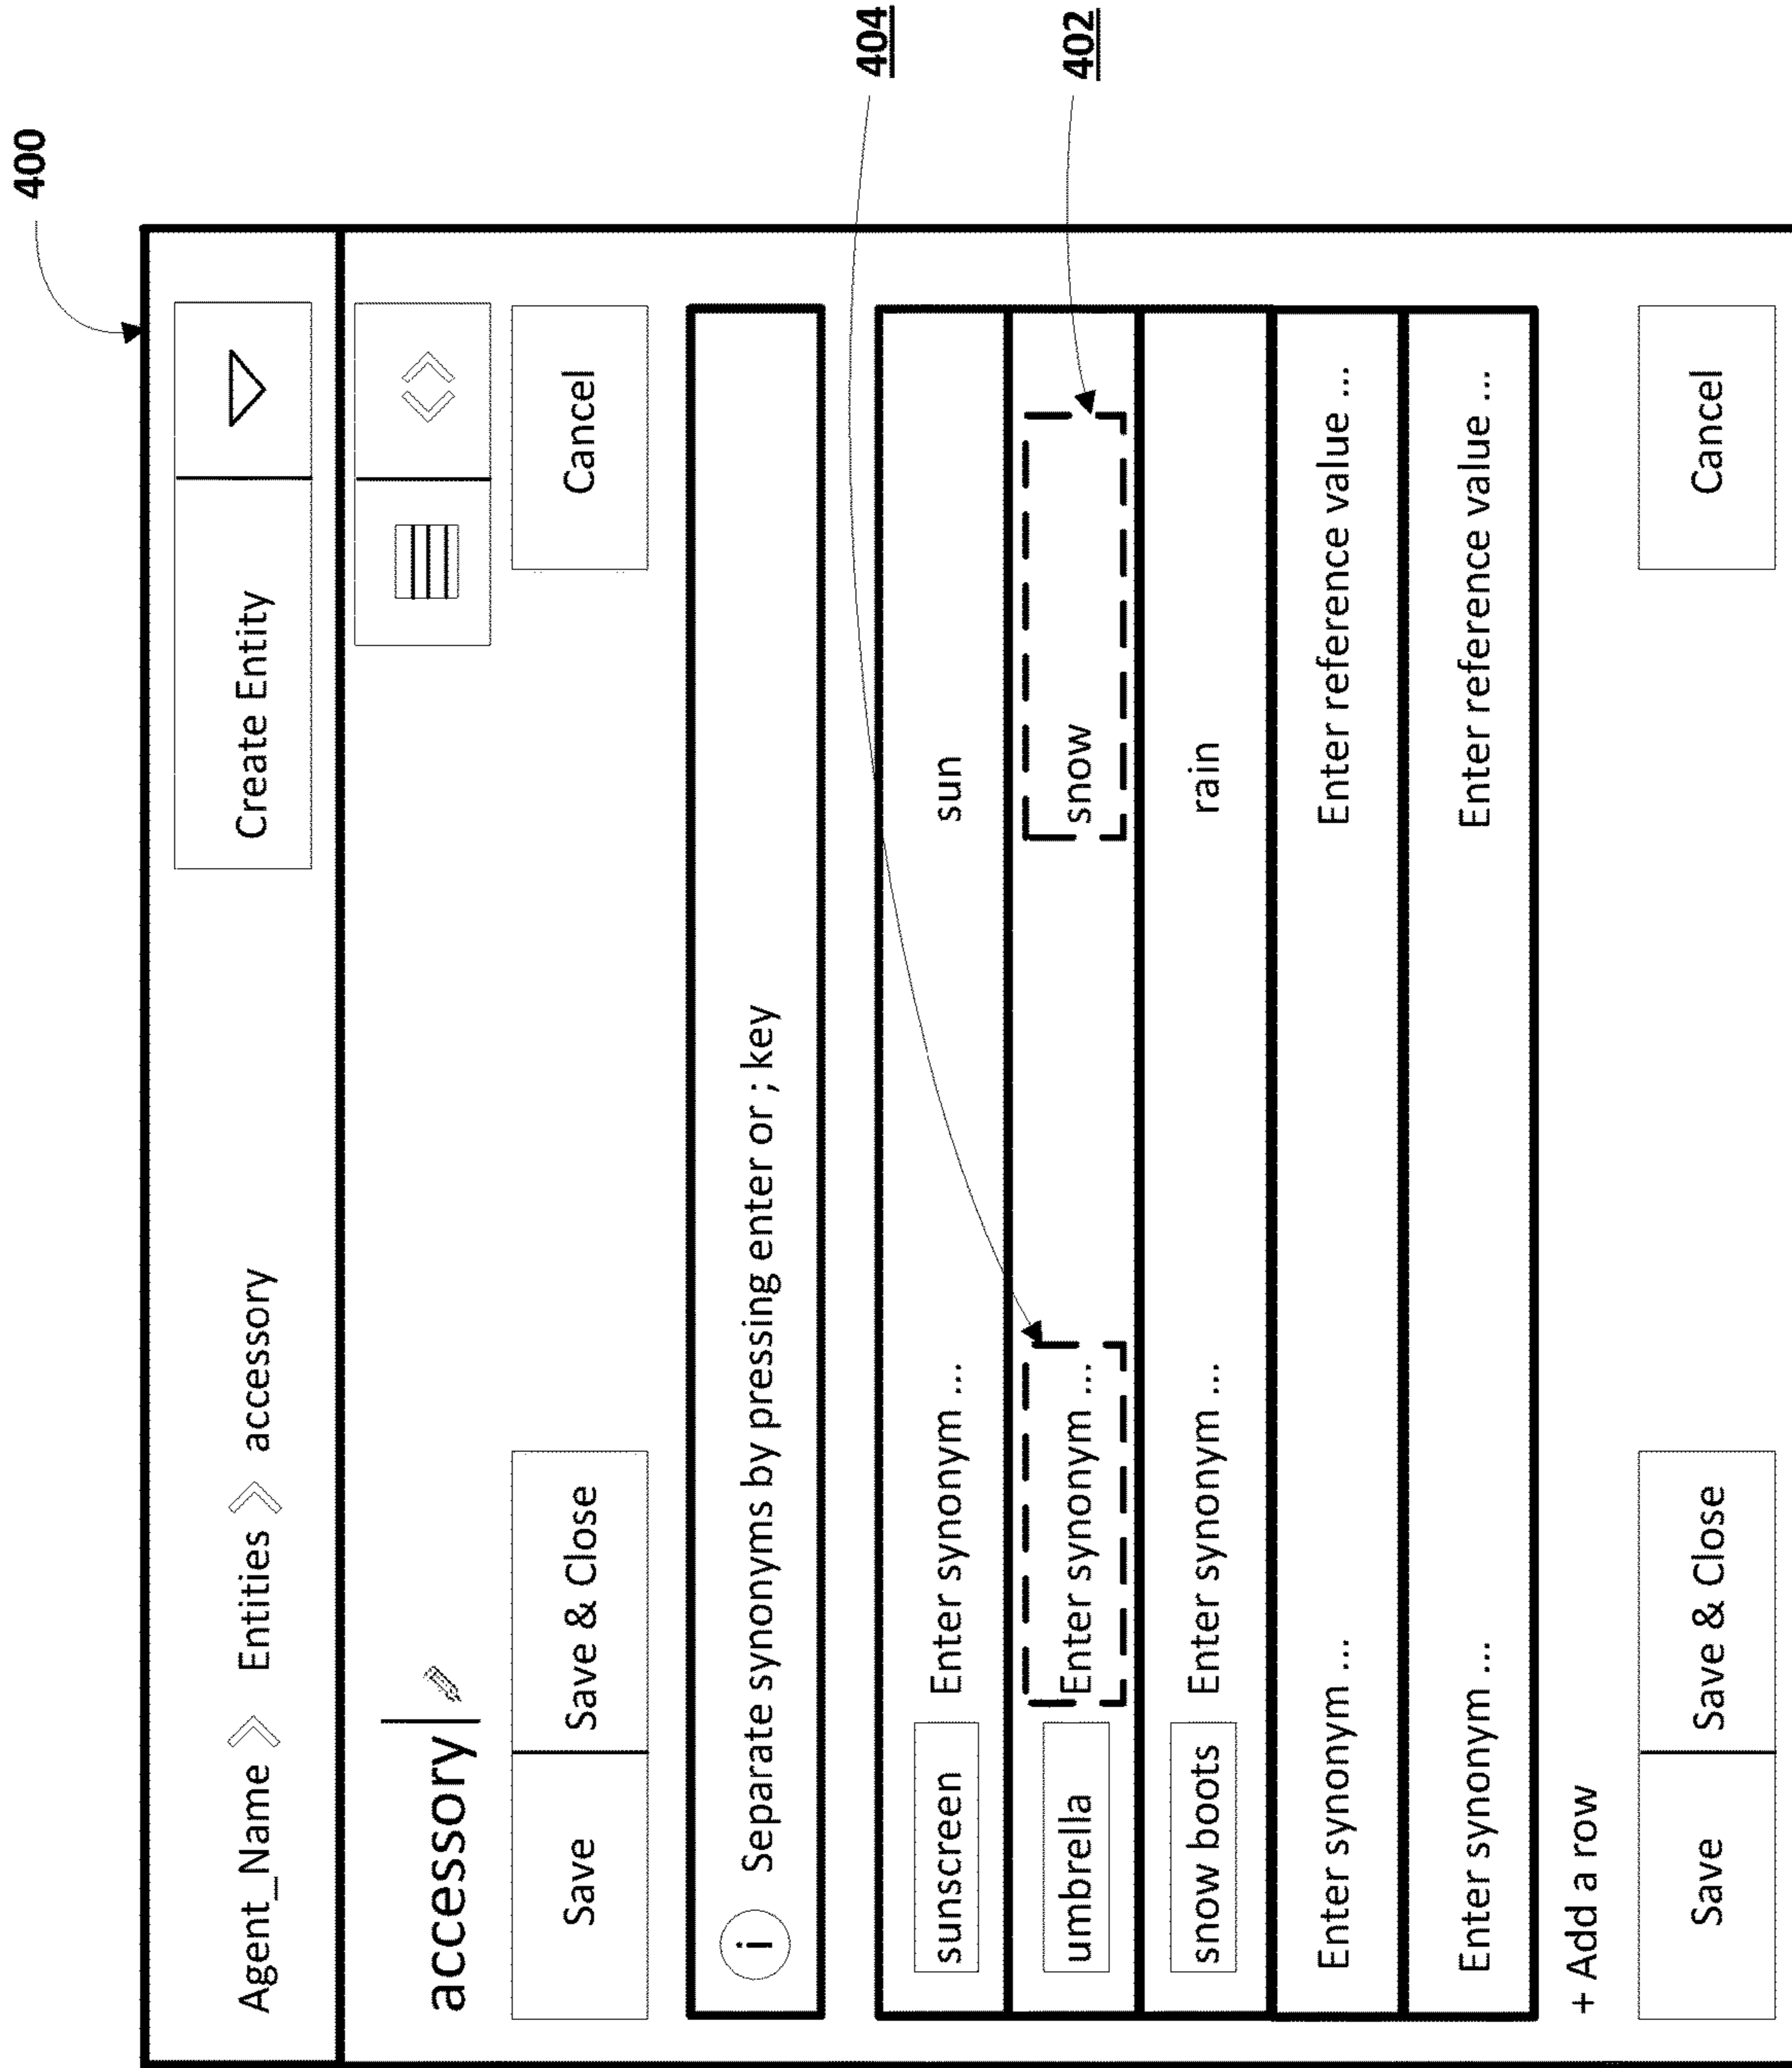 400
Agent_Name > Entities > accessory Create Entity
accessory
Save Save & Close Cancel
i Separate synonyms by pressing enter or ; key
404
sunscreen Enter synonym ... sun
umbrella Enter synonym ... snow
402
snow boots Enter synonym ... rain
Enter synonym ... Enter reference value ...
Enter synonym ... Enter reference value ...
+ Add a row
Save Save & Close Cancel